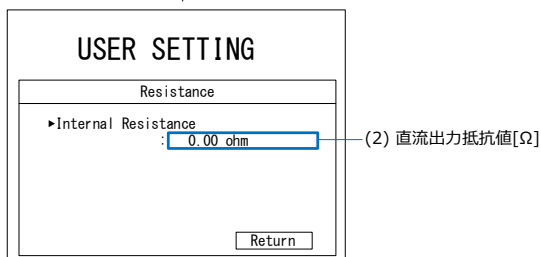 USER SETTING
Resistance
►Internal Resistance
: 0.00 ohm
(2) 直流出力抵抗値[Ω]
Return